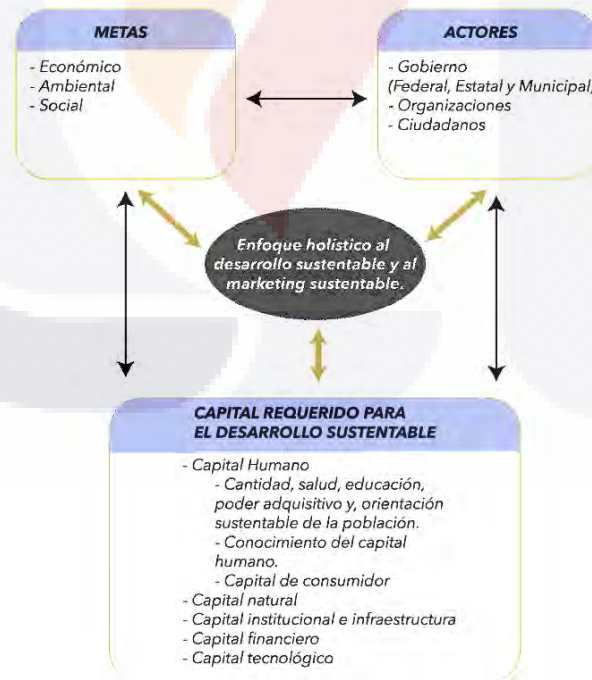 METAS
- Económico
- Ambiental
- Social
ACTORES
- Gobierno
(Federal, Estatal y Municipal,
- Organizaciones
- Ciudadanos
Enfoque holístico al
desarrollo sustentable y al
marketing sustentable.
CAPITAL REQUERIDO PARA
EL DESARROLLO SUSTENTABLE
- Capital Humano
- Cantidad, salud, educación,
poder adquisitivo y, orientación
sustentable de la población.
- Conocimiento del capital
humano.
- Capital de consumidor
- Capital natural
- Capital institucional e infraestructura
- Capital financiero
- Capital tecnológico